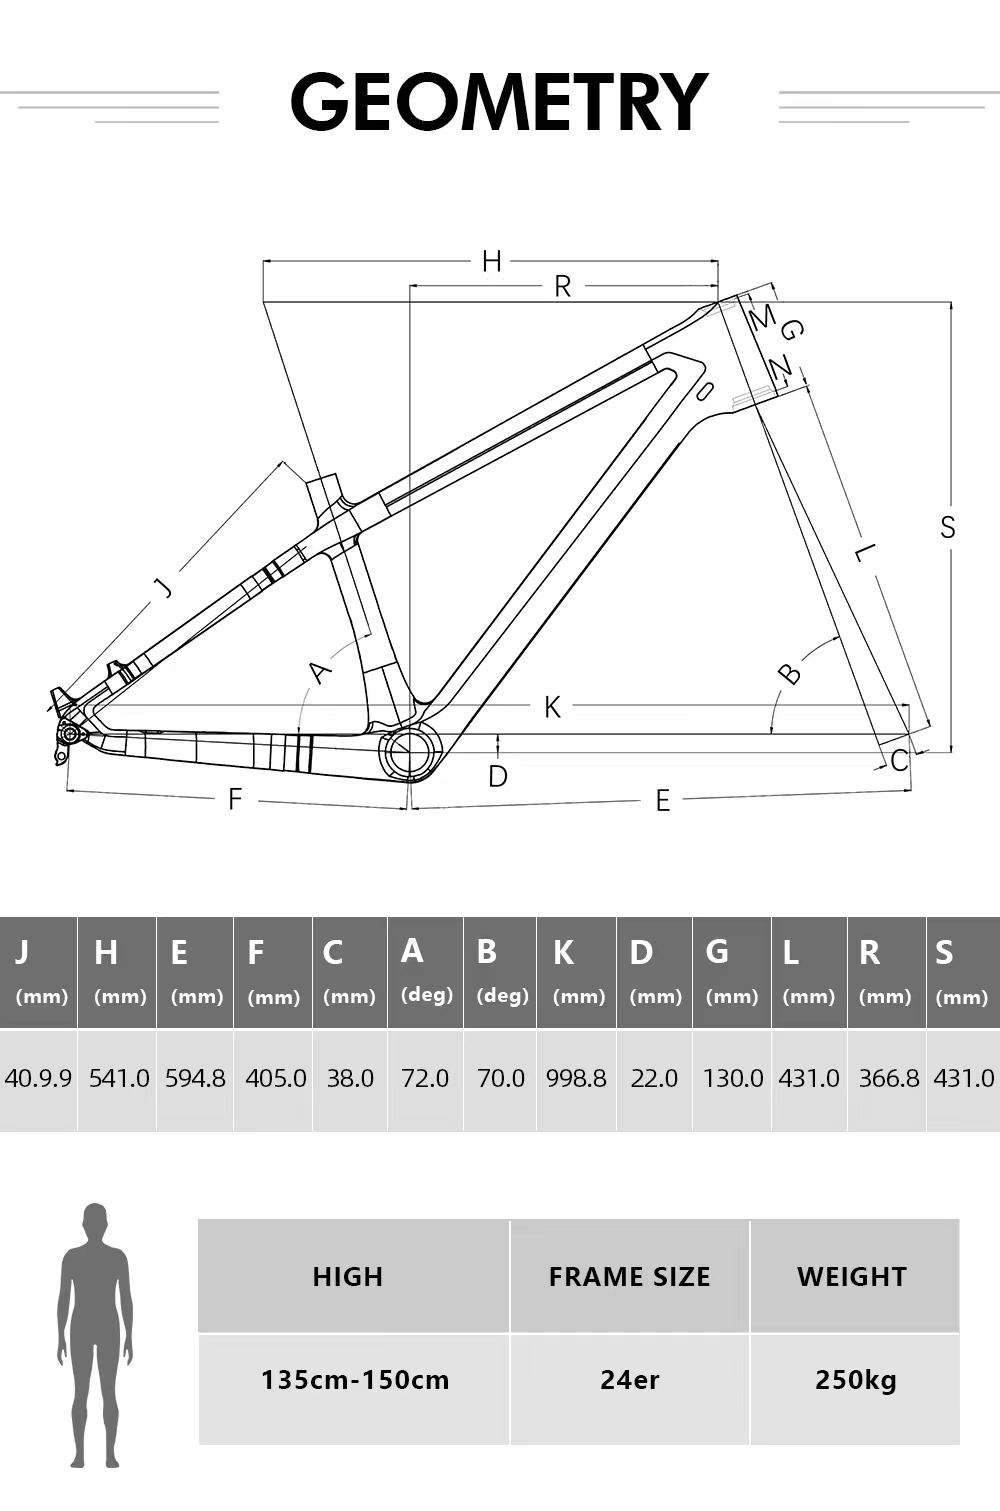 GEOMETRY
H
R
M
G
N
S
L
J
A
B
K
D
C
F
E
J H E F C A B K D G L R S
(mm) (mm) (mm) (mm) (mm) (deg) (deg) (mm) (mm) (mm) (mm) (mm) (mm)
40.9.9 541.0 594.8 405.0 38.0 72.0 70.0 998.8 22.0 130.0 431.0 366.8 431.0
HIGH FRAME SIZE WEIGHT
135cm-150cm 24er 250kg